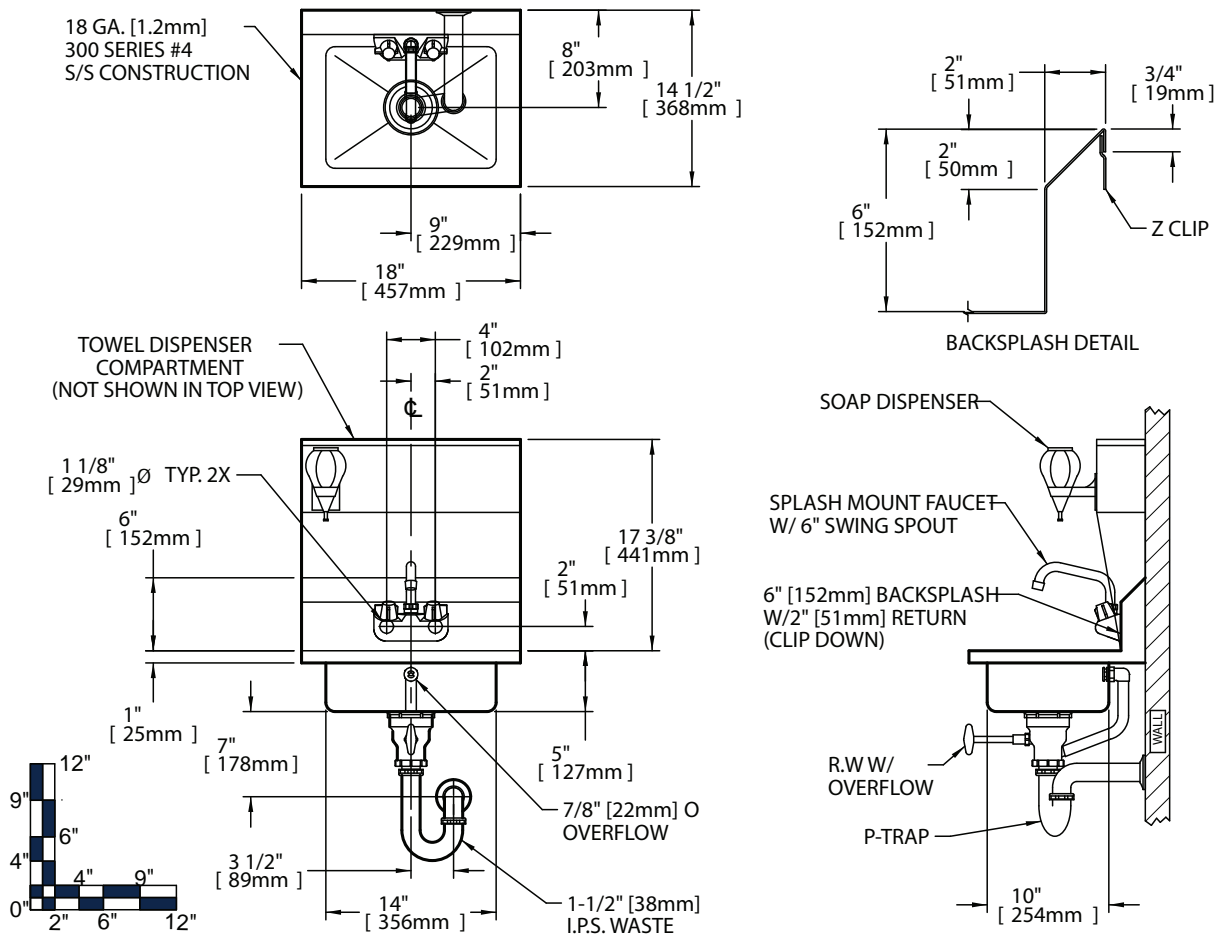 18 GA. [1.2mm]
300 SERIES #4
S/S CONSTRUCTION
8"
[ 203mm ]
14 1/2"
[ 368mm ]
9"
[ 229mm ]
18"
[ 457mm ]
2"
[ 51mm ]
3/4"
[ 19mm ]
2"
[ 50mm ]
6"
[ 152mm ]
Z CLIP
BACKSPLASH DETAIL
TOWEL DISPENSER
COMPARTMENT
(NOT SHOWN IN TOP VIEW)
4"
[ 102mm ]
2"
[ 51mm ]
℄
1 1/8"
[ 29mm ] Ø TYP. 2X
6"
[ 152mm ]
17 3/8"
[ 441mm ]
2"
[ 51mm ]
1"
[ 25mm ]
7"
[ 178mm ]
5"
[ 127mm ]
7/8" [22mm] O
OVERFLOW
3 1/2"
[ 89mm ]
14"
[ 356mm ]
1-1/2" [38mm]
I.P.S. WASTE
SOAP DISPENSER
SPLASH MOUNT FAUCET
W/ 6" SWING SPOUT
6" [152mm] BACKSPLASH
W/2" [51mm] RETURN
(CLIP DOWN)
WALL
R.W W/
OVERFLOW
P-TRAP
10"
[ 254mm ]
12"
9"
6"
4"
0"
4"
9"
2"
6"
12"